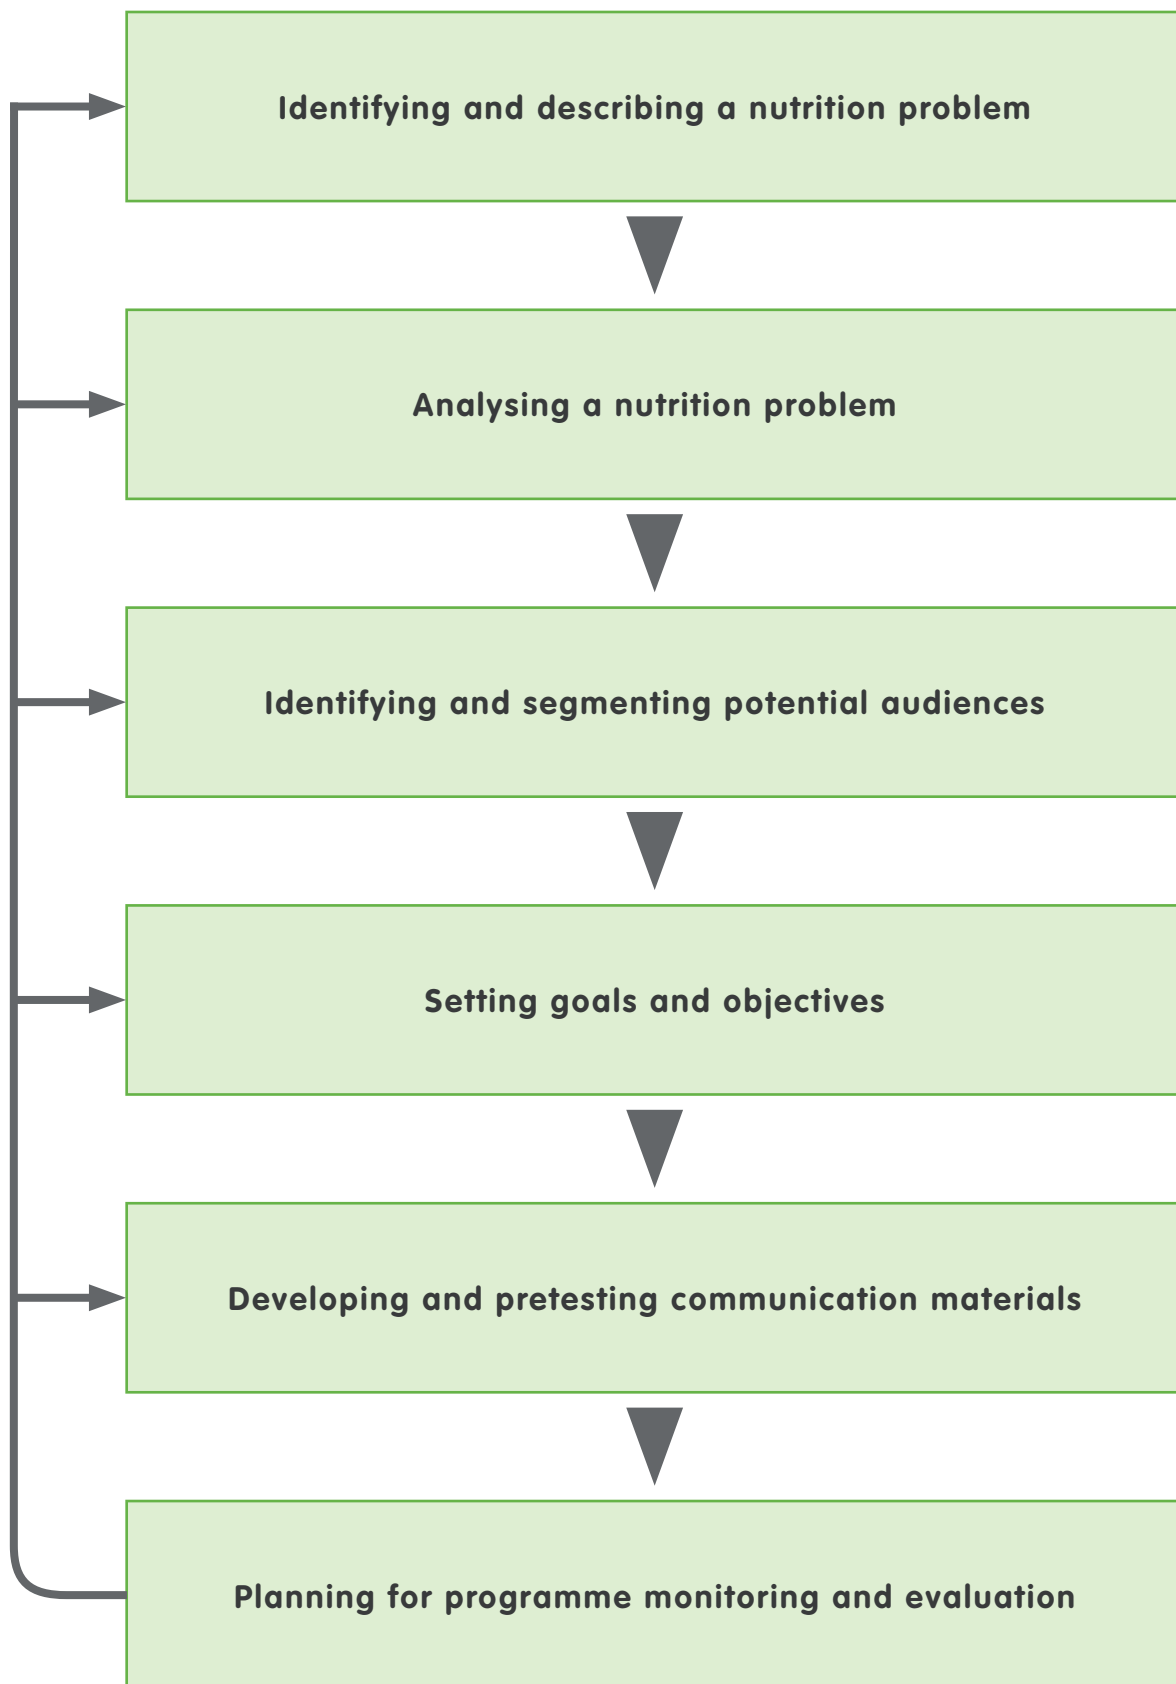 Identifying and describing a nutrition problem
Analysing a nutrition problem
Identifying and segmenting potential audiences
Setting goals and objectives
Developing and pretesting communication materials
Planning for programme monitoring and evaluation